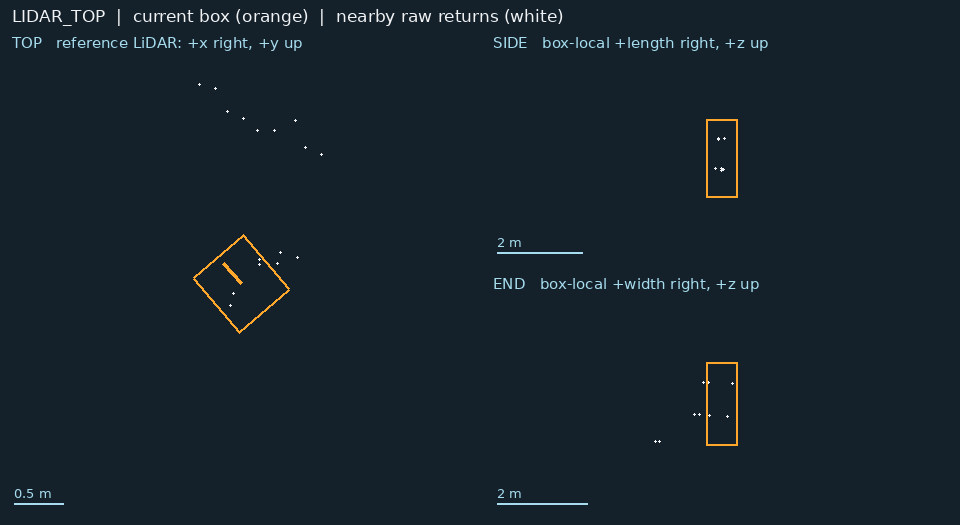 LIDAR_TOP | current box (orange) | nearby raw returns (white)
TOP reference LiDAR: +x right, +y up
SIDE box-local +length right, +z up
2 m
END box-local +width right, +z up
0.5 m
2 m